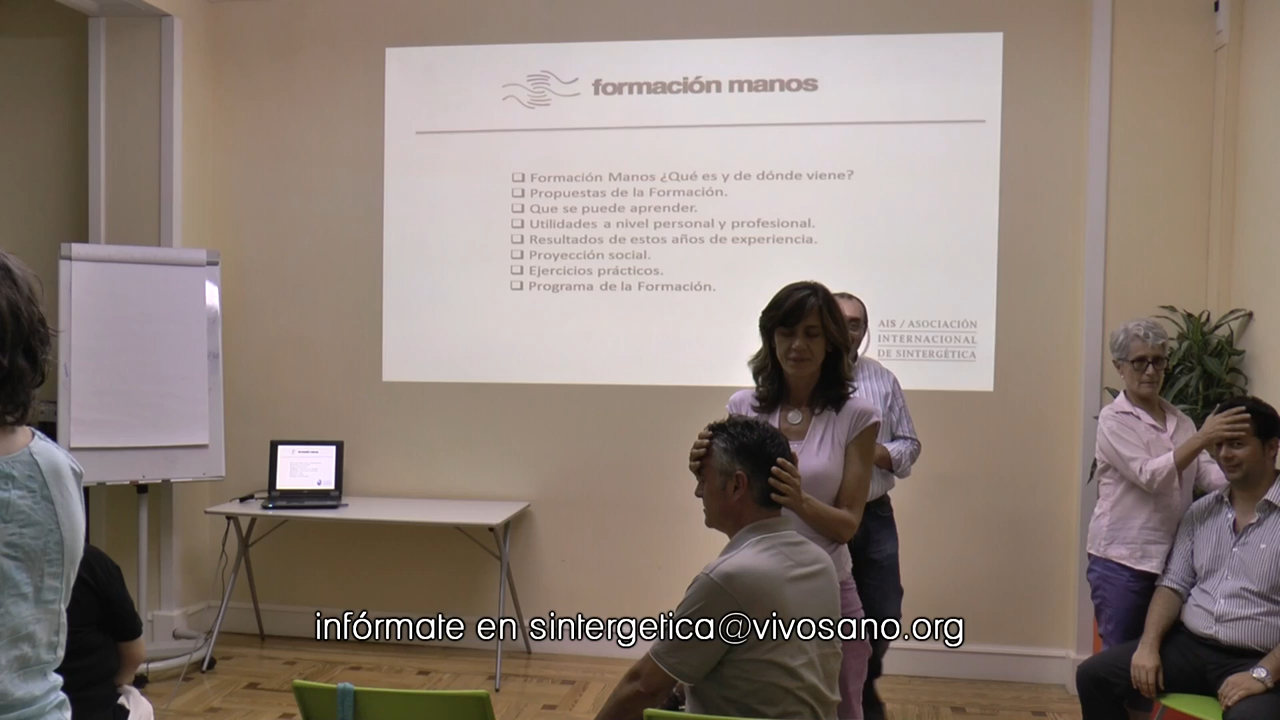 formación manos
❑ Formación Manos ¿Qué es y de dónde viene?
❑ Propuestas de la Formación.
❑ Que se puede aprender.
❑ Utilidades a nivel personal y profesional.
❑ Resultados de estos años de experiencia.
❑ Proyección social.
❑ Ejercicios prácticos.
❑ Programa de la Formación.
AIS / ASOCIACIÓN
INTERNACIONAL
DE SINTERGÉTICA
infórmate en sintergetica@vivosano.org